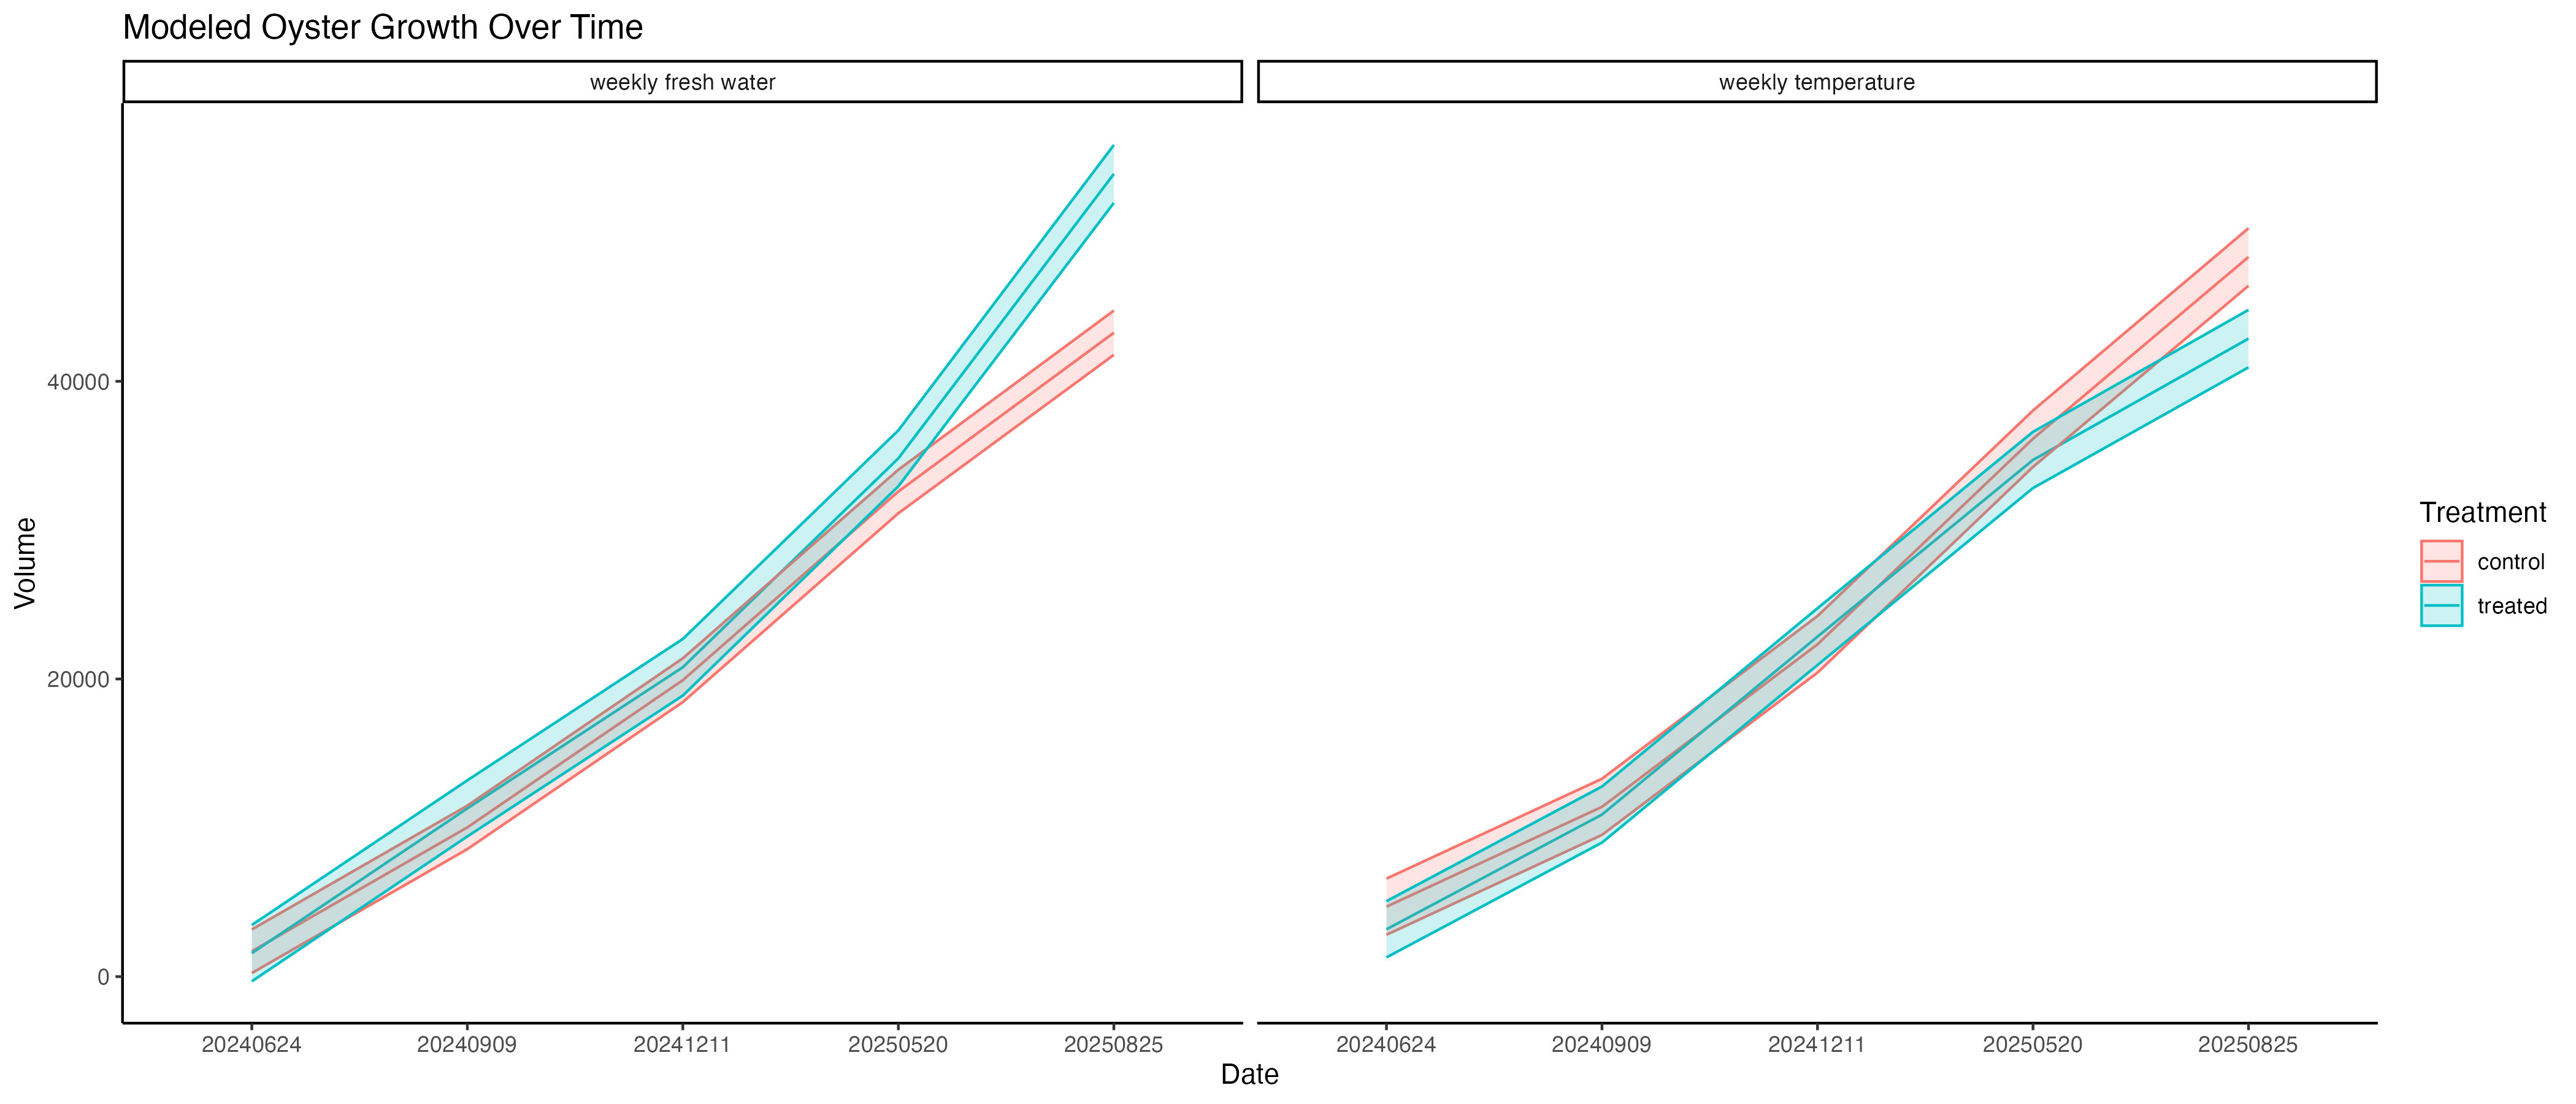 Modeled Oyster Growth Over Time
weekly fresh water
weekly temperature
Volume
40000
20000
0
20240624 20240909 20241211 20250520 20250825
20240624 20240909 20241211 20250520 20250825
Date
Treatment
control
treated